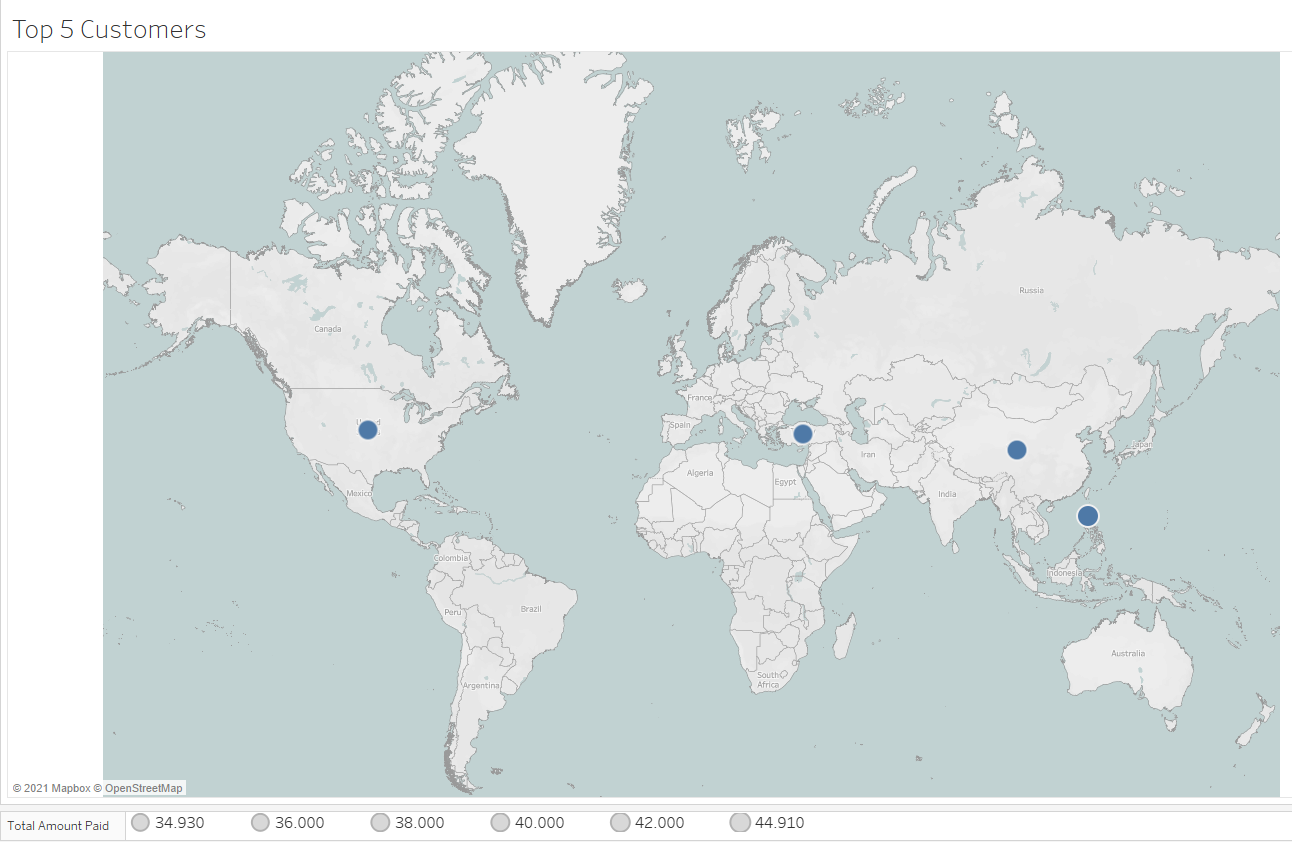 Top 5 Customers
Russia
Canada
France
Spain
Japan
Iran
Algeria
Egypt
India
Mexico
Colombia
Indonesia
Peru
Brazil
Australia
South
Africa
Argentina
© 2021 Mapbox © OpenStreetMap
Total Amount Paid 34.930 36.000 38.000 40.000 42.000 44.910